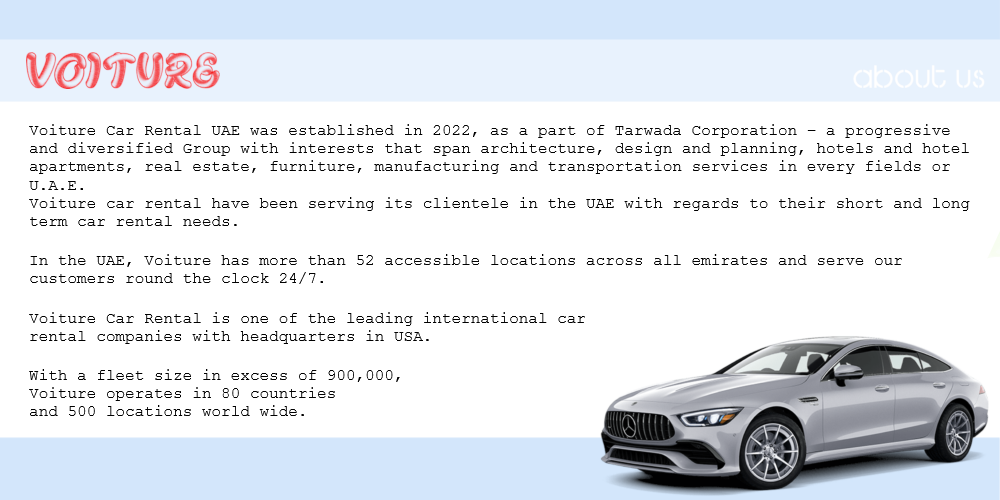 VOITURE
about us
Voiture Car Rental UAE was established in 2022, as a part of Tarwada Corporation – a progressive
and diversified Group with interests that span architecture, design and planning, hotels and hotel
apartments, real estate, furniture, manufacturing and transportation services in every fields or
U.A.E.
Voiture car rental have been serving its clientele in the UAE with regards to their short and long
term car rental needs.
In the UAE, Voiture has more than 52 accessible locations across all emirates and serve our
customers round the clock 24/7.
Voiture Car Rental is one of the leading international car
rental companies with headquarters in USA.
With a fleet size in excess of 900,000,
Voiture operates in 80 countries
and 500 locations world wide.